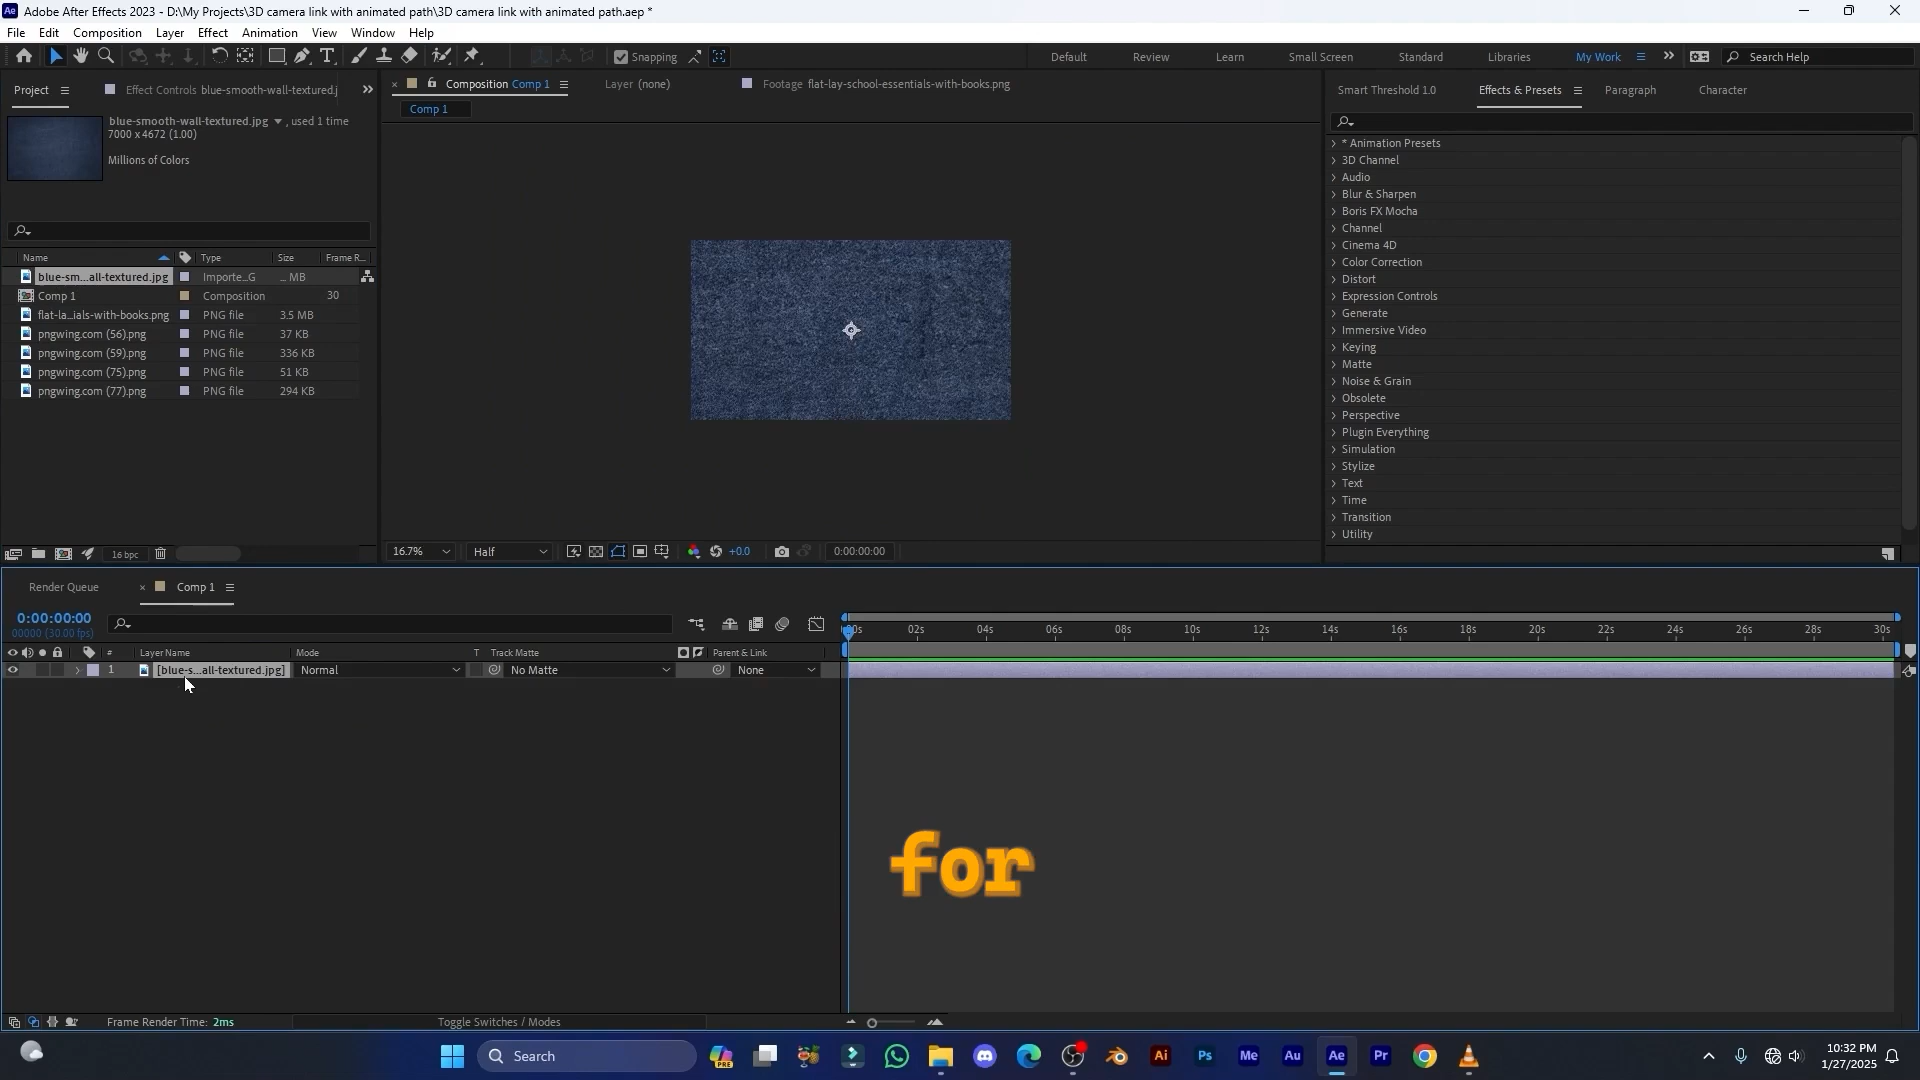 Adobe After Effects 2023 - D:\My Projects\3D camera link with animated path\3D camera link with animated path.aep *
File Edit Composition Layer Effect Animation View Window Help
Snapping
Default Review Learn Small Screen Standard Libraries My Work Search Help
Project Effect Controls blue-smooth-wall-textured.j
Composition Comp 1 Layer (none) Footage flat-lay-school-essentials-with-books.png
Smart Threshold 1.0 Effects & Presets Paragraph Character
Comp 1
blue-smooth-wall-textured.jpg , used 1 time
7000 x 4672 (1.00)
Millions of Colors
* Animation Presets
3D Channel
Audio
Blur & Sharpen
Boris FX Mocha
Channel
Cinema 4D
Color Correction
Distort
Expression Controls
Generate
Immersive Video
Keying
Matte
Noise & Grain
Obsolete
Perspective
Plugin Everything
Simulation
Stylize
Text
Time
Transition
Utility
Name Type Size Frame R...
blue-sm...all-textured.jpg Importe...G ... MB
Comp 1 Composition 30
flat-la...ials-with-books.png PNG file 3.5 MB
pngwing.com (56).png PNG file 37 KB
pngwing.com (59).png PNG file 336 KB
pngwing.com (75).png PNG file 51 KB
pngwing.com (77).png PNG file 294 KB
16 bpc
16.7% Half +0.0 0:00:00:00
Render Queue Comp 1
0:00:00:00
00000 (30.00 fps)
:00s 02s 04s 06s 08s 10s 12s 14s 16s 18s 20s 22s 24s 26s 28s 30s
# Layer Name Mode T Track Matte Parent & Link
1 [blue-s...all-textured.jpg] Normal No Matte None
for
Frame Render Time: 2ms Toggle Switches / Modes
Search
PRE
Ai Ps Me Au Ae Pr
10:32 PM
1/27/2025